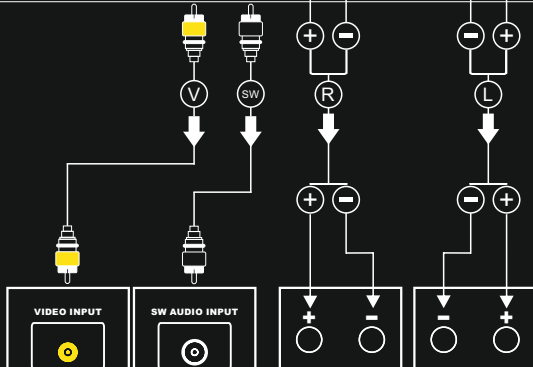 + − − +
V SW R L
+ − − +
VIDEO INPUT SW AUDIO INPUT + − − +